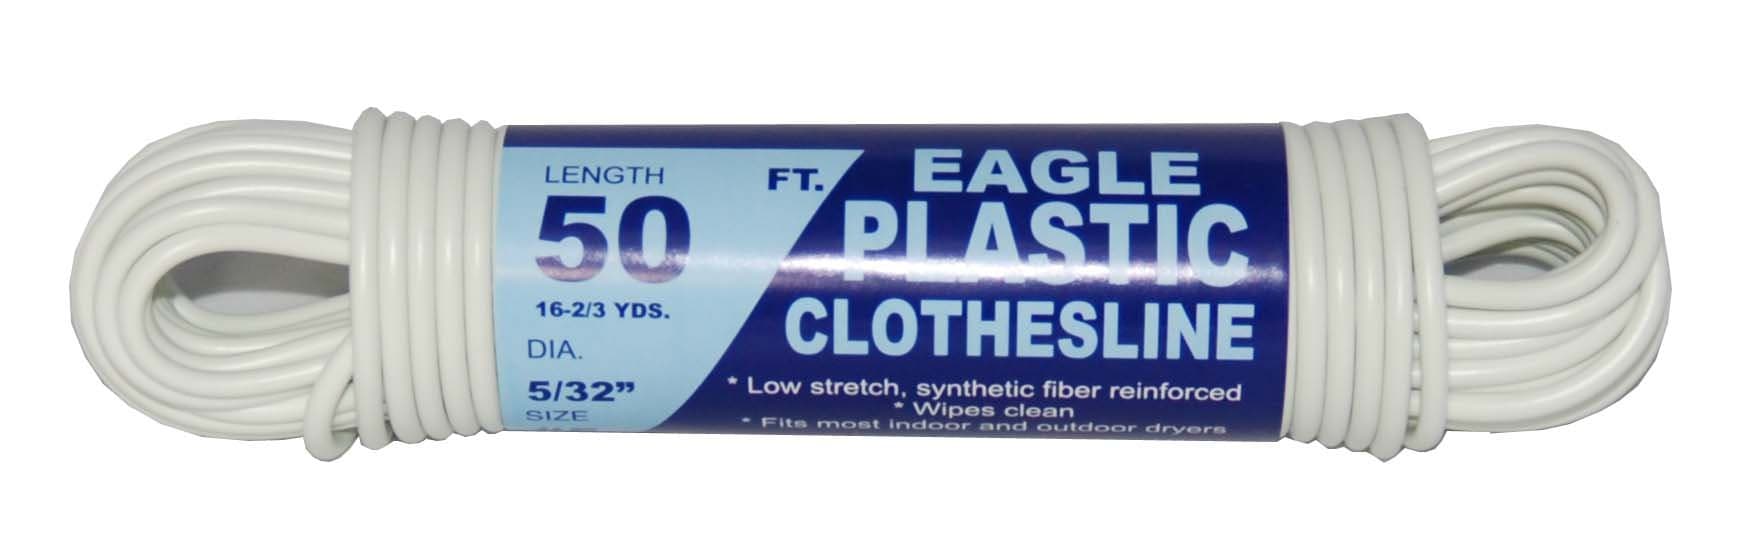 LENGTH
50 FT.
16-2/3 YDS.
DIA.
5/32”
SIZE
EAGLE
PLASTIC
CLOTHESLINE
* Low stretch, synthetic fiber reinforced
* Wipes clean
* Fits most indoor and outdoor dryers